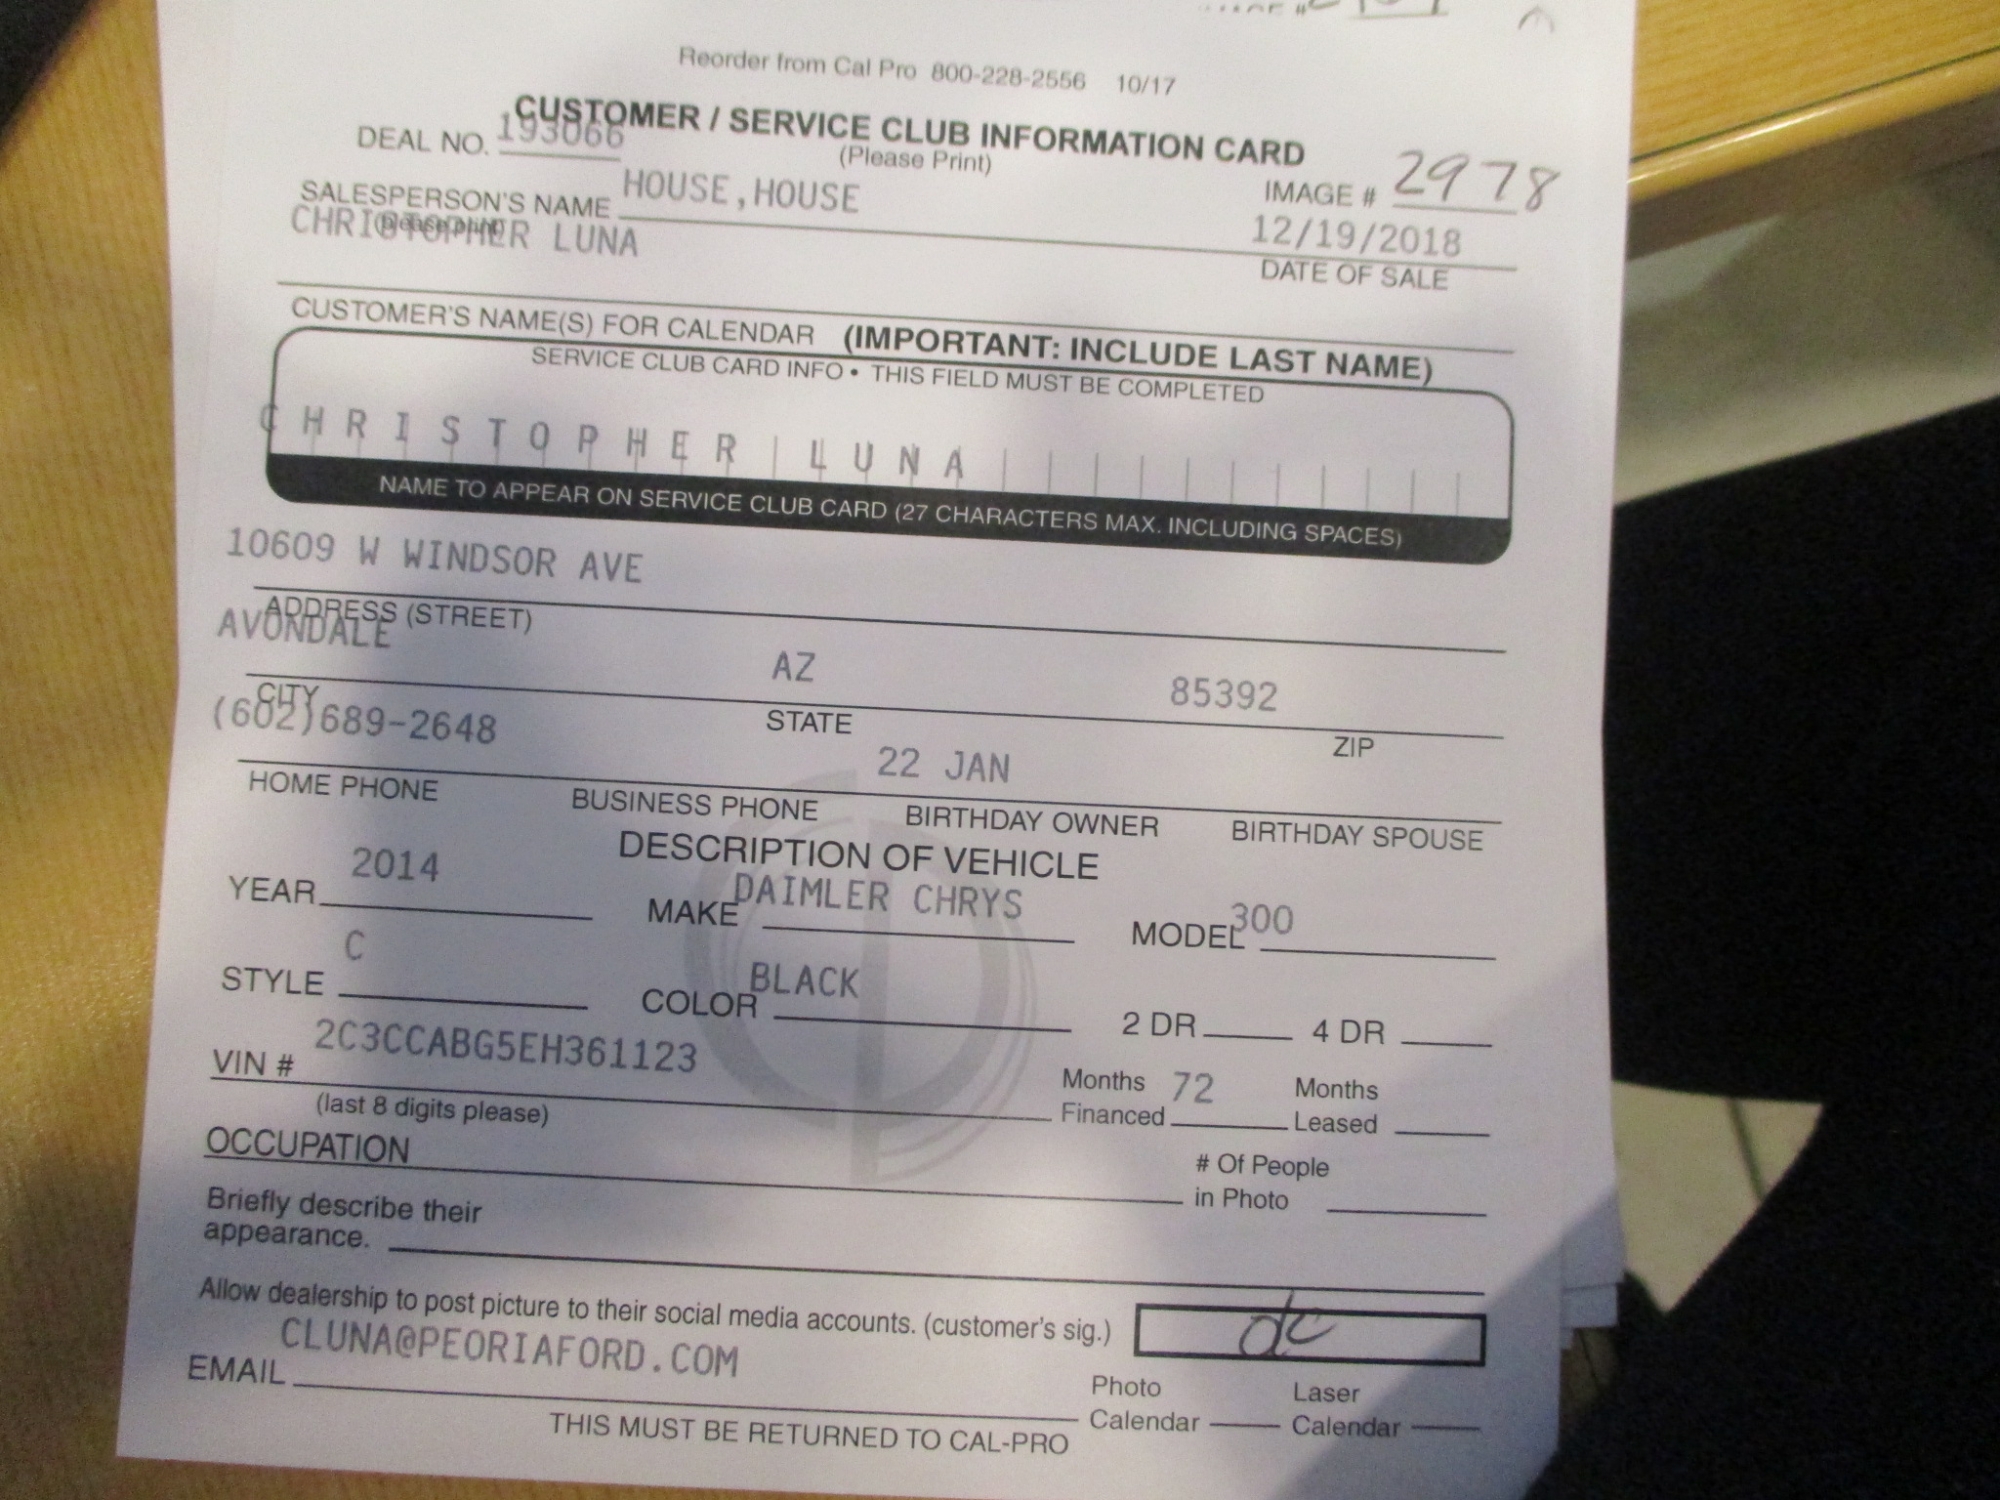 Reorder from Cal Pro 800-228-2556 10/17
CUSTOMER / SERVICE CLUB INFORMATION CARD
DEAL NO. 193066
(Please Print)
IMAGE # 2978
SALESPERSON'S NAME HOUSE,HOUSE
(please print)
12/19/2018
CHRISTOPHER LUNA
DATE OF SALE
CUSTOMER'S NAME(S) FOR CALENDAR (IMPORTANT: INCLUDE LAST NAME)
SERVICE CLUB CARD INFO • THIS FIELD MUST BE COMPLETED
CHRISTOPHER LUNA
NAME TO APPEAR ON SERVICE CLUB CARD (27 CHARACTERS MAX. INCLUDING SPACES)
10609 W WINDSOR AVE
ADDRESS (STREET)
AVONDALE AZ 85392
CITY STATE ZIP
(602)689-2648 22 JAN
HOME PHONE BUSINESS PHONE BIRTHDAY OWNER BIRTHDAY SPOUSE
DESCRIPTION OF VEHICLE
YEAR 2014 MAKE DAIMLER CHRYS MODEL 300
STYLE C COLOR BLACK 2 DR 4 DR
VIN # 2C3CCABG5EH361123
(last 8 digits please)
Months Financed 72 Months Leased
OCCUPATION
# Of People in Photo
Briefly describe their
appearance.
Allow dealership to post picture to their social media accounts. (customer's sig.) dc
EMAIL CLUNA@PEORIAFORD.COM
Photo Calendar Laser Calendar
THIS MUST BE RETURNED TO CAL-PRO